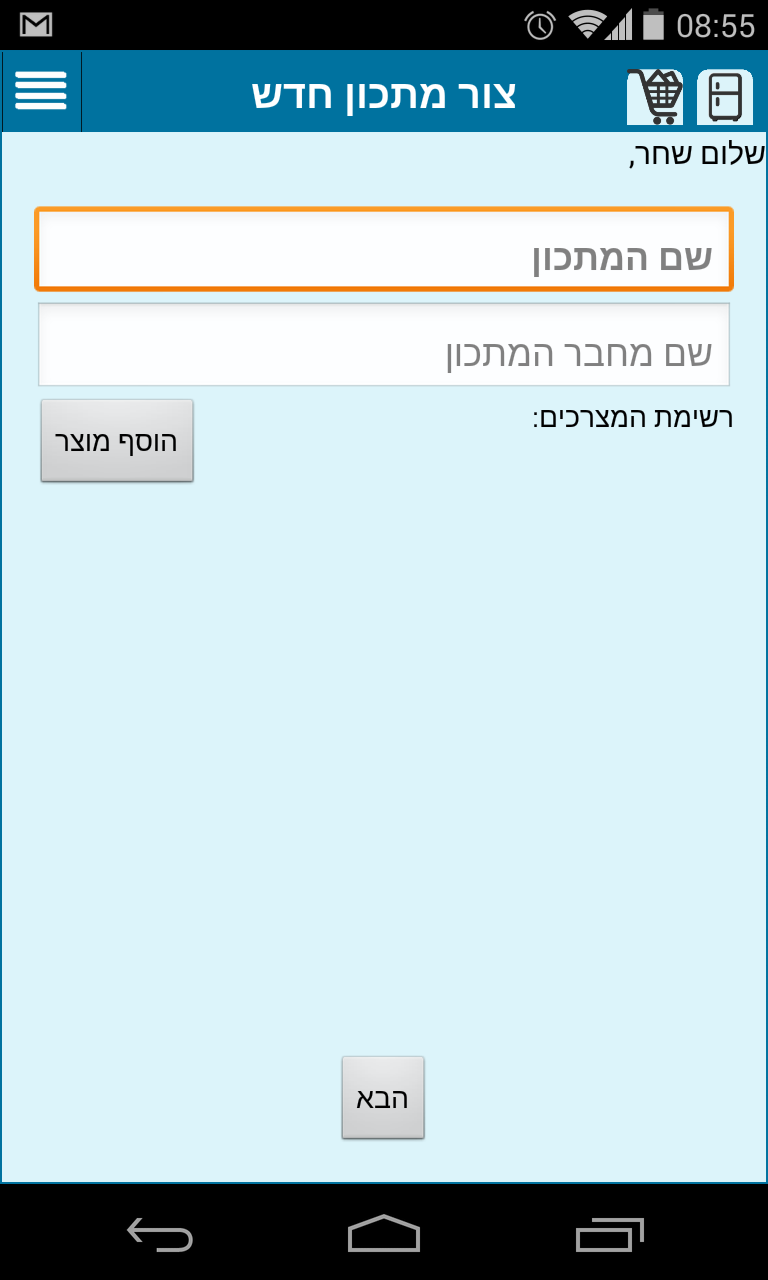 08:55
צור מתכון חדש
שלום שחר,
שם המתכון
שם מחבר המתכון
רשימת המצרכים:
הוסף מוצר
הבא